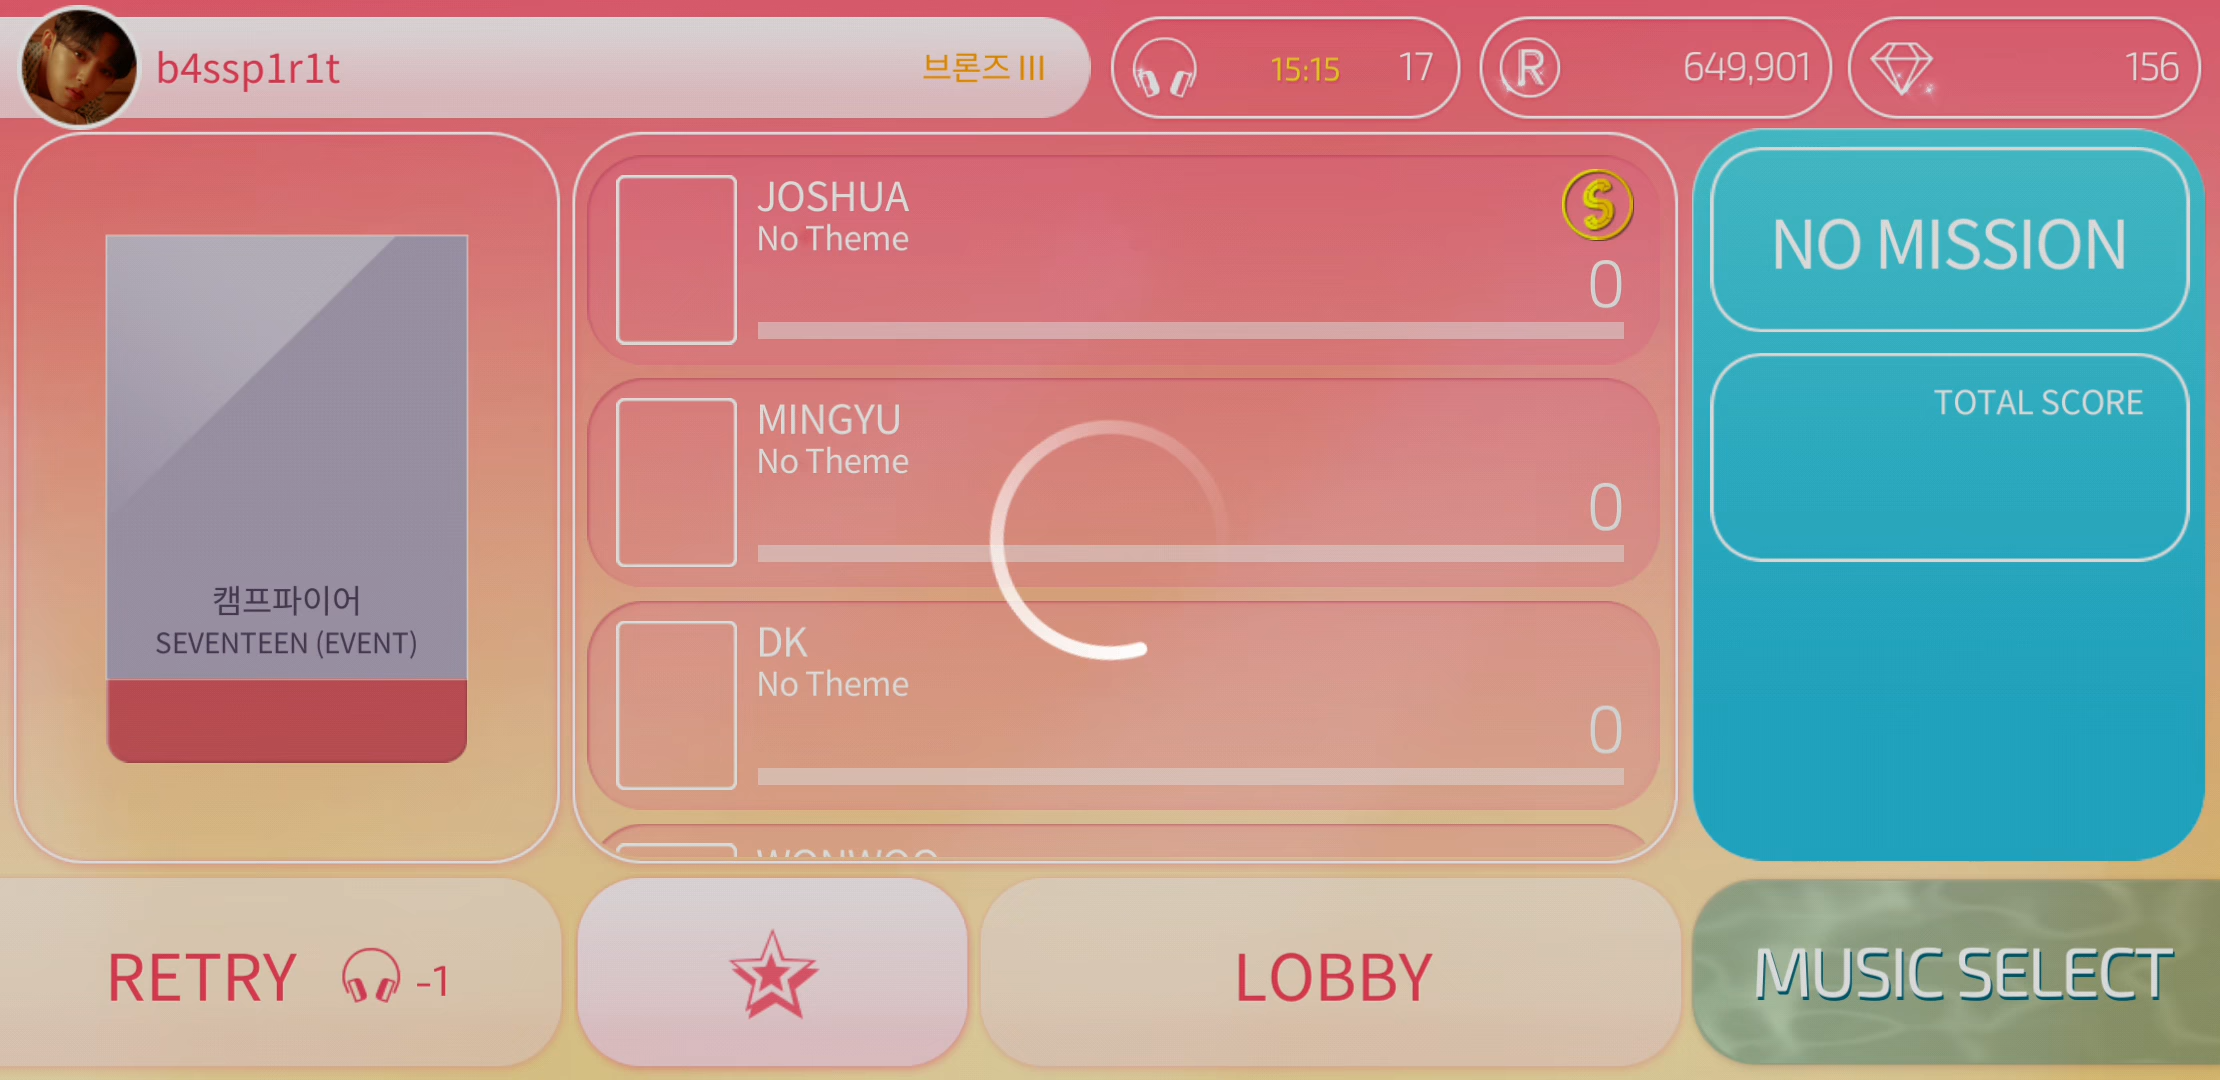 b4ssp1r1t
브론즈 III
15:15
17
R
649,901
156
캠프파이어
SEVENTEEN (EVENT)
JOSHUA
No Theme
S
0
MINGYU
No Theme
0
DK
No Theme
0
WONWOO
NO MISSION
TOTAL SCORE
RETRY
-1
LOBBY
MUSIC SELECT